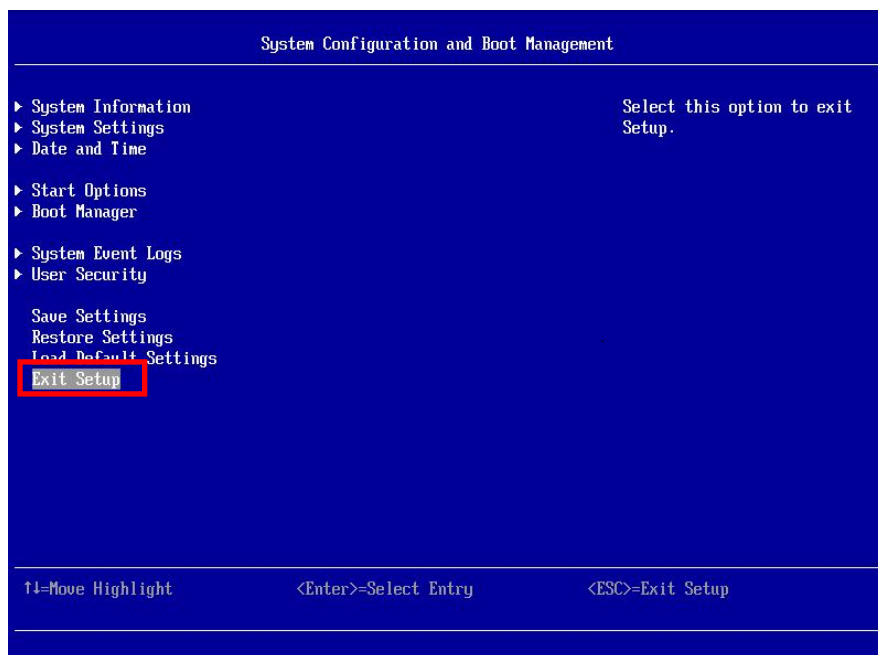 System Configuration and Boot Management
▶ System Information
▶ System Settings
▶ Date and Time
▶ Start Options
▶ Boot Manager
▶ System Event Logs
▶ User Security
Save Settings
Restore Settings
Load Default Settings
Exit Setup
Select this option to exit
Setup.
↑↓=Move Highlight <Enter>=Select Entry <ESC>=Exit Setup